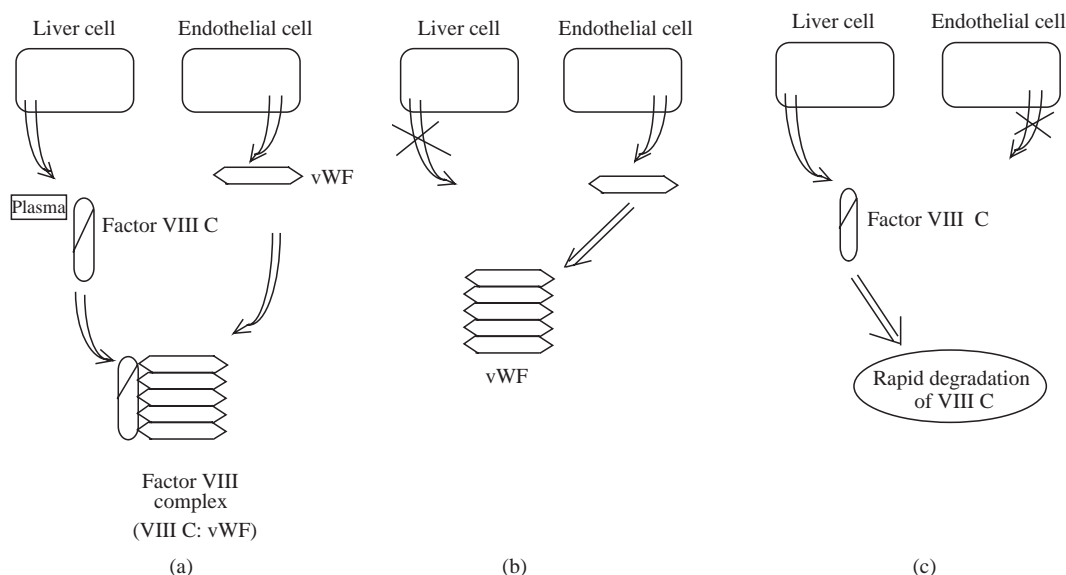 Liver cell
Endothelial cell
vWF
Plasma
Factor VIII C
Factor VIII
complex
(VIII C: vWF)
(a)
Liver cell
Endothelial cell
vWF
(b)
Liver cell
Endothelial cell
Factor VIII C
Rapid degradation
of VIII C
(c)